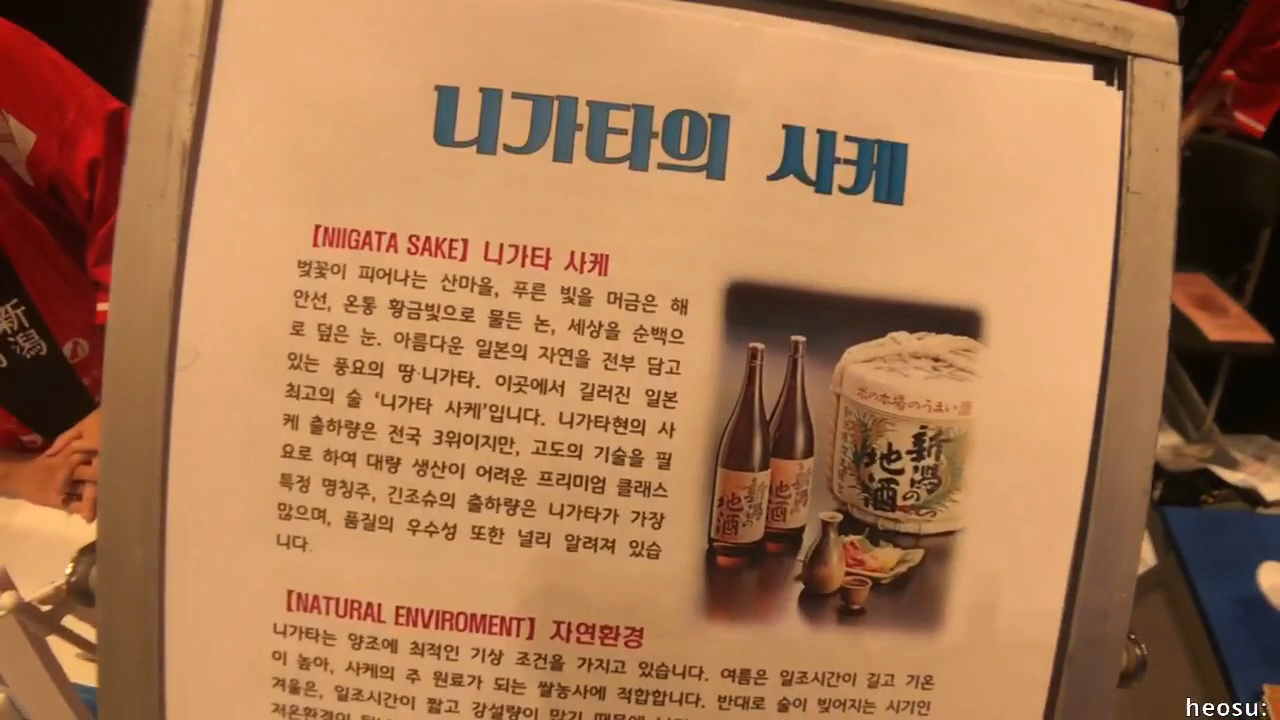 니가타의 사케
【NIIGATA SAKE】 니가타 사케
벚꽃이 피어나는 산마을, 푸른 빛을 머금은 해
안선, 온통 황금빛으로 물든 논, 세상을 순백으
로 덮은 눈. 아름다운 일본의 자연을 전부 담고
있는 풍요의 땅·니가타. 이곳에서 길러진 일본
최고의 술 ‘니가타 사케’입니다. 니가타현의 사
케 출하량은 전국 3위이지만, 고도의 기술을 필
요로 하여 대량 생산이 어려운 프리미엄 클래스
특정 명칭주, 긴조슈의 출하량은 니가타가 가장
많으며, 품질의 우수성 또한 널리 알려져 있습
니다.
のうまい酒
新潟の
地酒
地酒
地酒
新潟
【NATURAL ENVIROMENT】 자연환경
니가타는 양조에 최적인 기상 조건을 가지고 있습니다. 여름은 일조시간이 길고 기온
이 높아, 사케의 주 원료가 되는 쌀농사에 적합합니다. 반대로 술이 빚어지는 시기인
겨울은, 일조시간이 짧고 강설량이 많기 때문에
저온환경이
heosu: